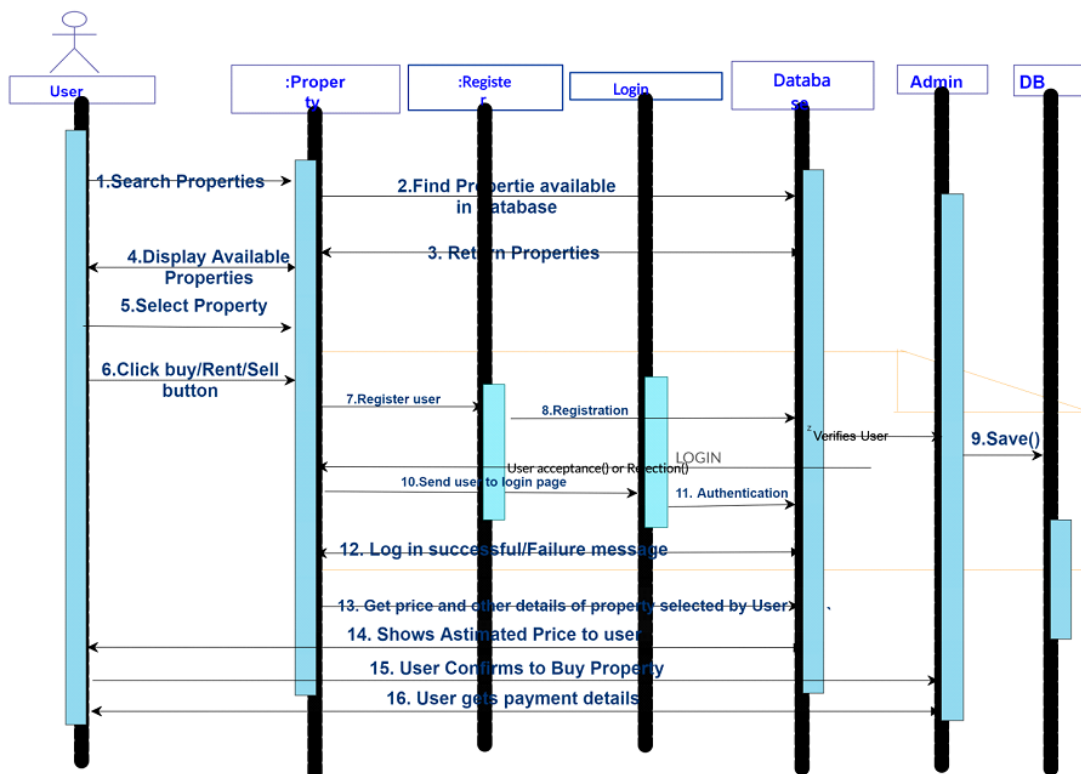 User
:Proper
ty
:Registe
r
Login
Databa
se
Admin
DB
1.Search Properties
2.Find Propertie available
in Database
3. Return Properties
4.Display Available
Properties
5.Select Property
6.Click buy/Rent/Sell
button
7.Register user
8.Registration
z
Verifies User
9.Save()
LOGIN
User acceptance() or Rejection()
10.Send user to login page
11. Authentication
12. Log in successful/Failure message
13. Get price and other details of property selected by User
14. Shows Astimated Price to user
15. User Confirms to Buy Property
16. User gets payment details